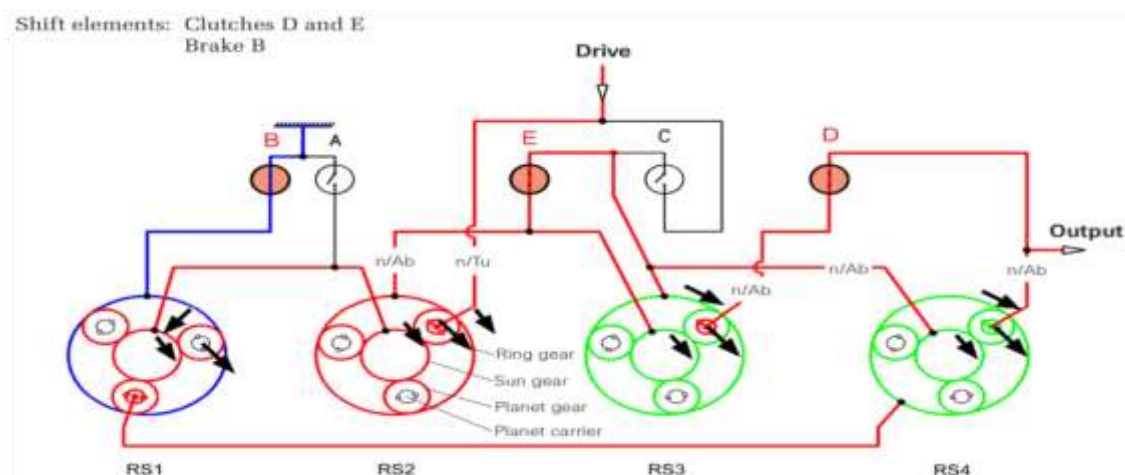 Shift elements: Clutches D and E
Brake B
Drive
B A E C D
Output
n/Ab n/Tu n/Ab n/Ab n/Ab
Ring gear
Sun gear
Planet gear
Planet carrier
RS1 RS2 RS3 RS4